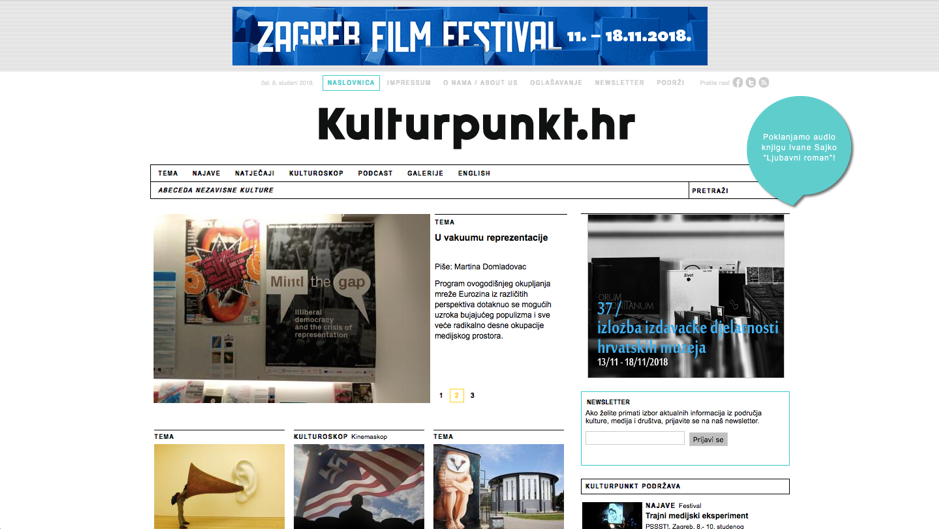 ZAGREB FILM FESTIVAL 11. – 18.11.2018.
NASLOVNICA IMPRESSUM O NAMA / ABOUT US OGLAŠAVANJE NEWSLETTER PODRŽI Pratite nas!
Kulturpunkt.hr
Poklanjamo audio
knjigu Ivane Sajko
"Ljubavni roman"!
TEMA NAJAVE NATJEČAJI KULTUROSKOP PODCAST GALERIJE ENGLISH
ABECEDA NEZAVISNE KULTURE PRETRAŽI
Mind the gap
illiberal
democracy
and the crisis of
representation
TEMA
U vakuumu reprezentacije
Piše: Martina Domladovac
Program ovogodišnjeg okupljanja
mreže Eurozina iz različitih
perspektiva dotaknuo se mogućih
uzroka bujajućeg populizma i sve
veće radikalno desne okupacije
medijskog prostora.
1 2 3
37 /
izložba izdavačke djelatnosti
hrvatskih muzeja
13/11 - 18/11/2018
NEWSLETTER
Ako želite primati izbor aktualnih informacija iz područja
kulture, medija i društva, prijavite se na naš newsletter.
Prijavi se
TEMA
KULTUROSKOP Kinemaskop
TEMA
KULTURPUNKT PODRŽAVA
NAJAVE Festival
Trajni medijski eksperiment
PSSST!, Zagreb, 8.- 10. studenog